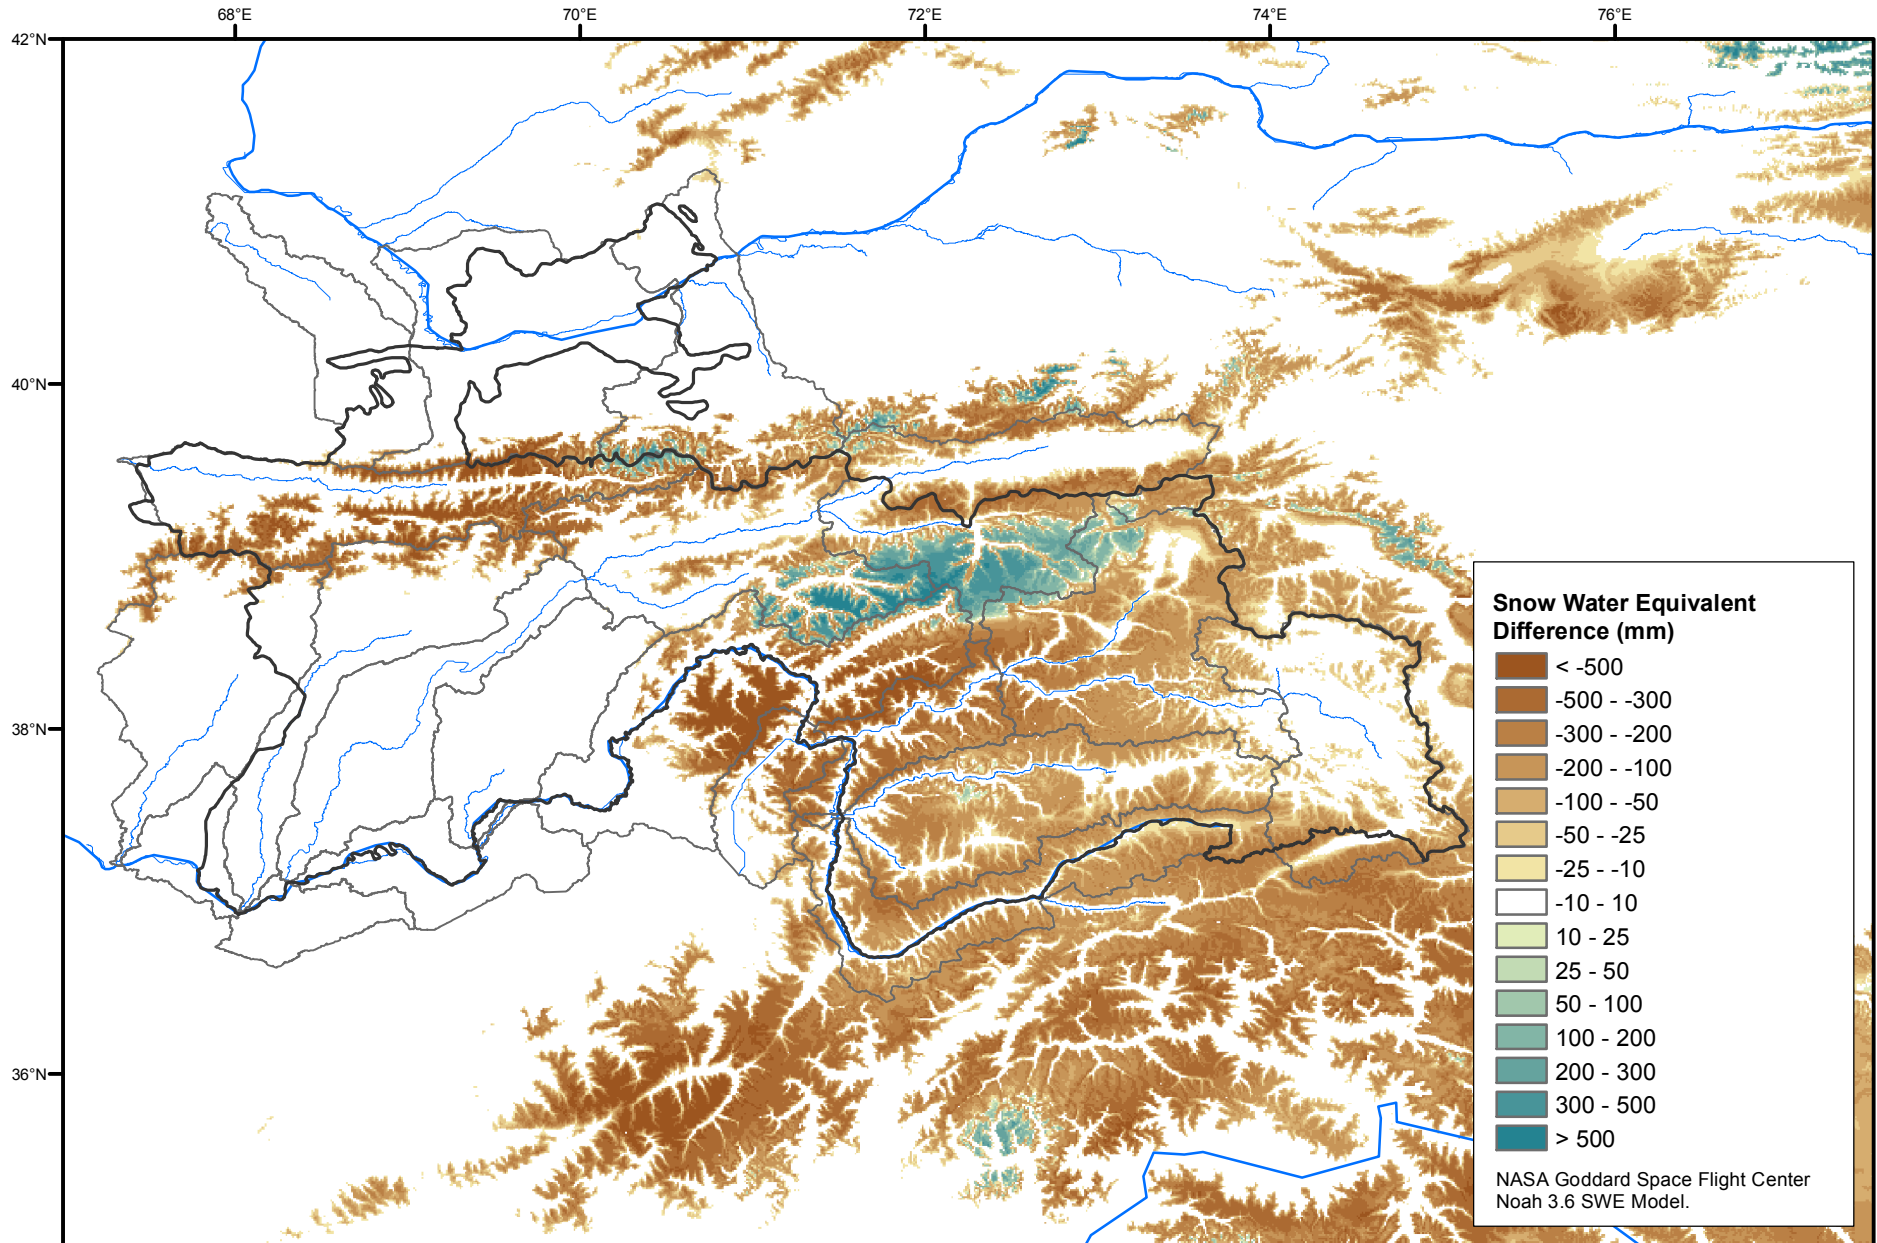 68°E
70°E
72°E
74°E
76°E
42°N
40°N
38°N
36°N
Snow Water Equivalent
Difference (mm)
< -500
-500 - -300
-300 - -200
-200 - -100
-100 - -50
-50 - -25
-25 - -10
-10 - 10
10 - 25
25 - 50
50 - 100
100 - 200
200 - 300
300 - 500
> 500
NASA Goddard Space Flight Center
Noah 3.6 SWE Model.